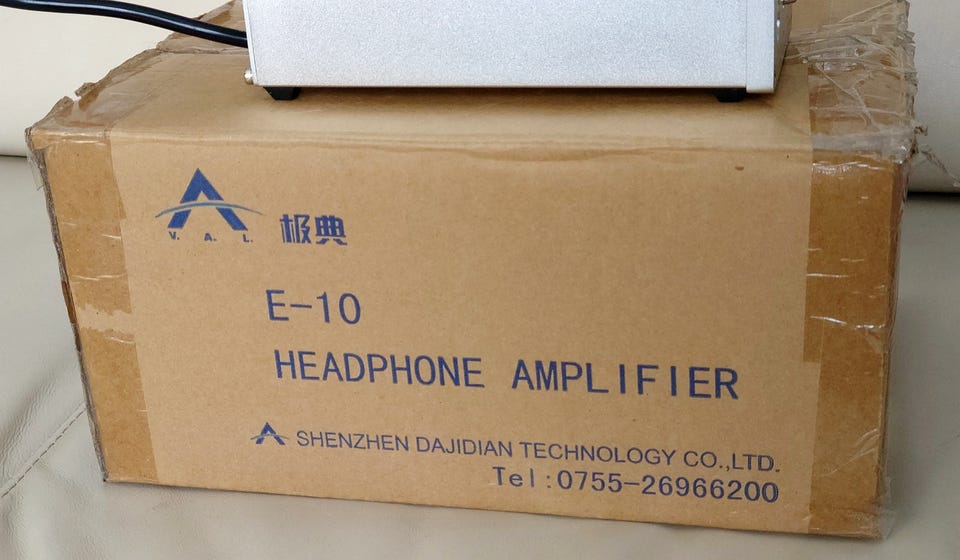 V. A. L. 极典
E-10
HEADPHONE AMPLIFIER
SHENZHEN DAJIDIAN TECHNOLOGY CO.,LTD.
Tel:0755-26966200